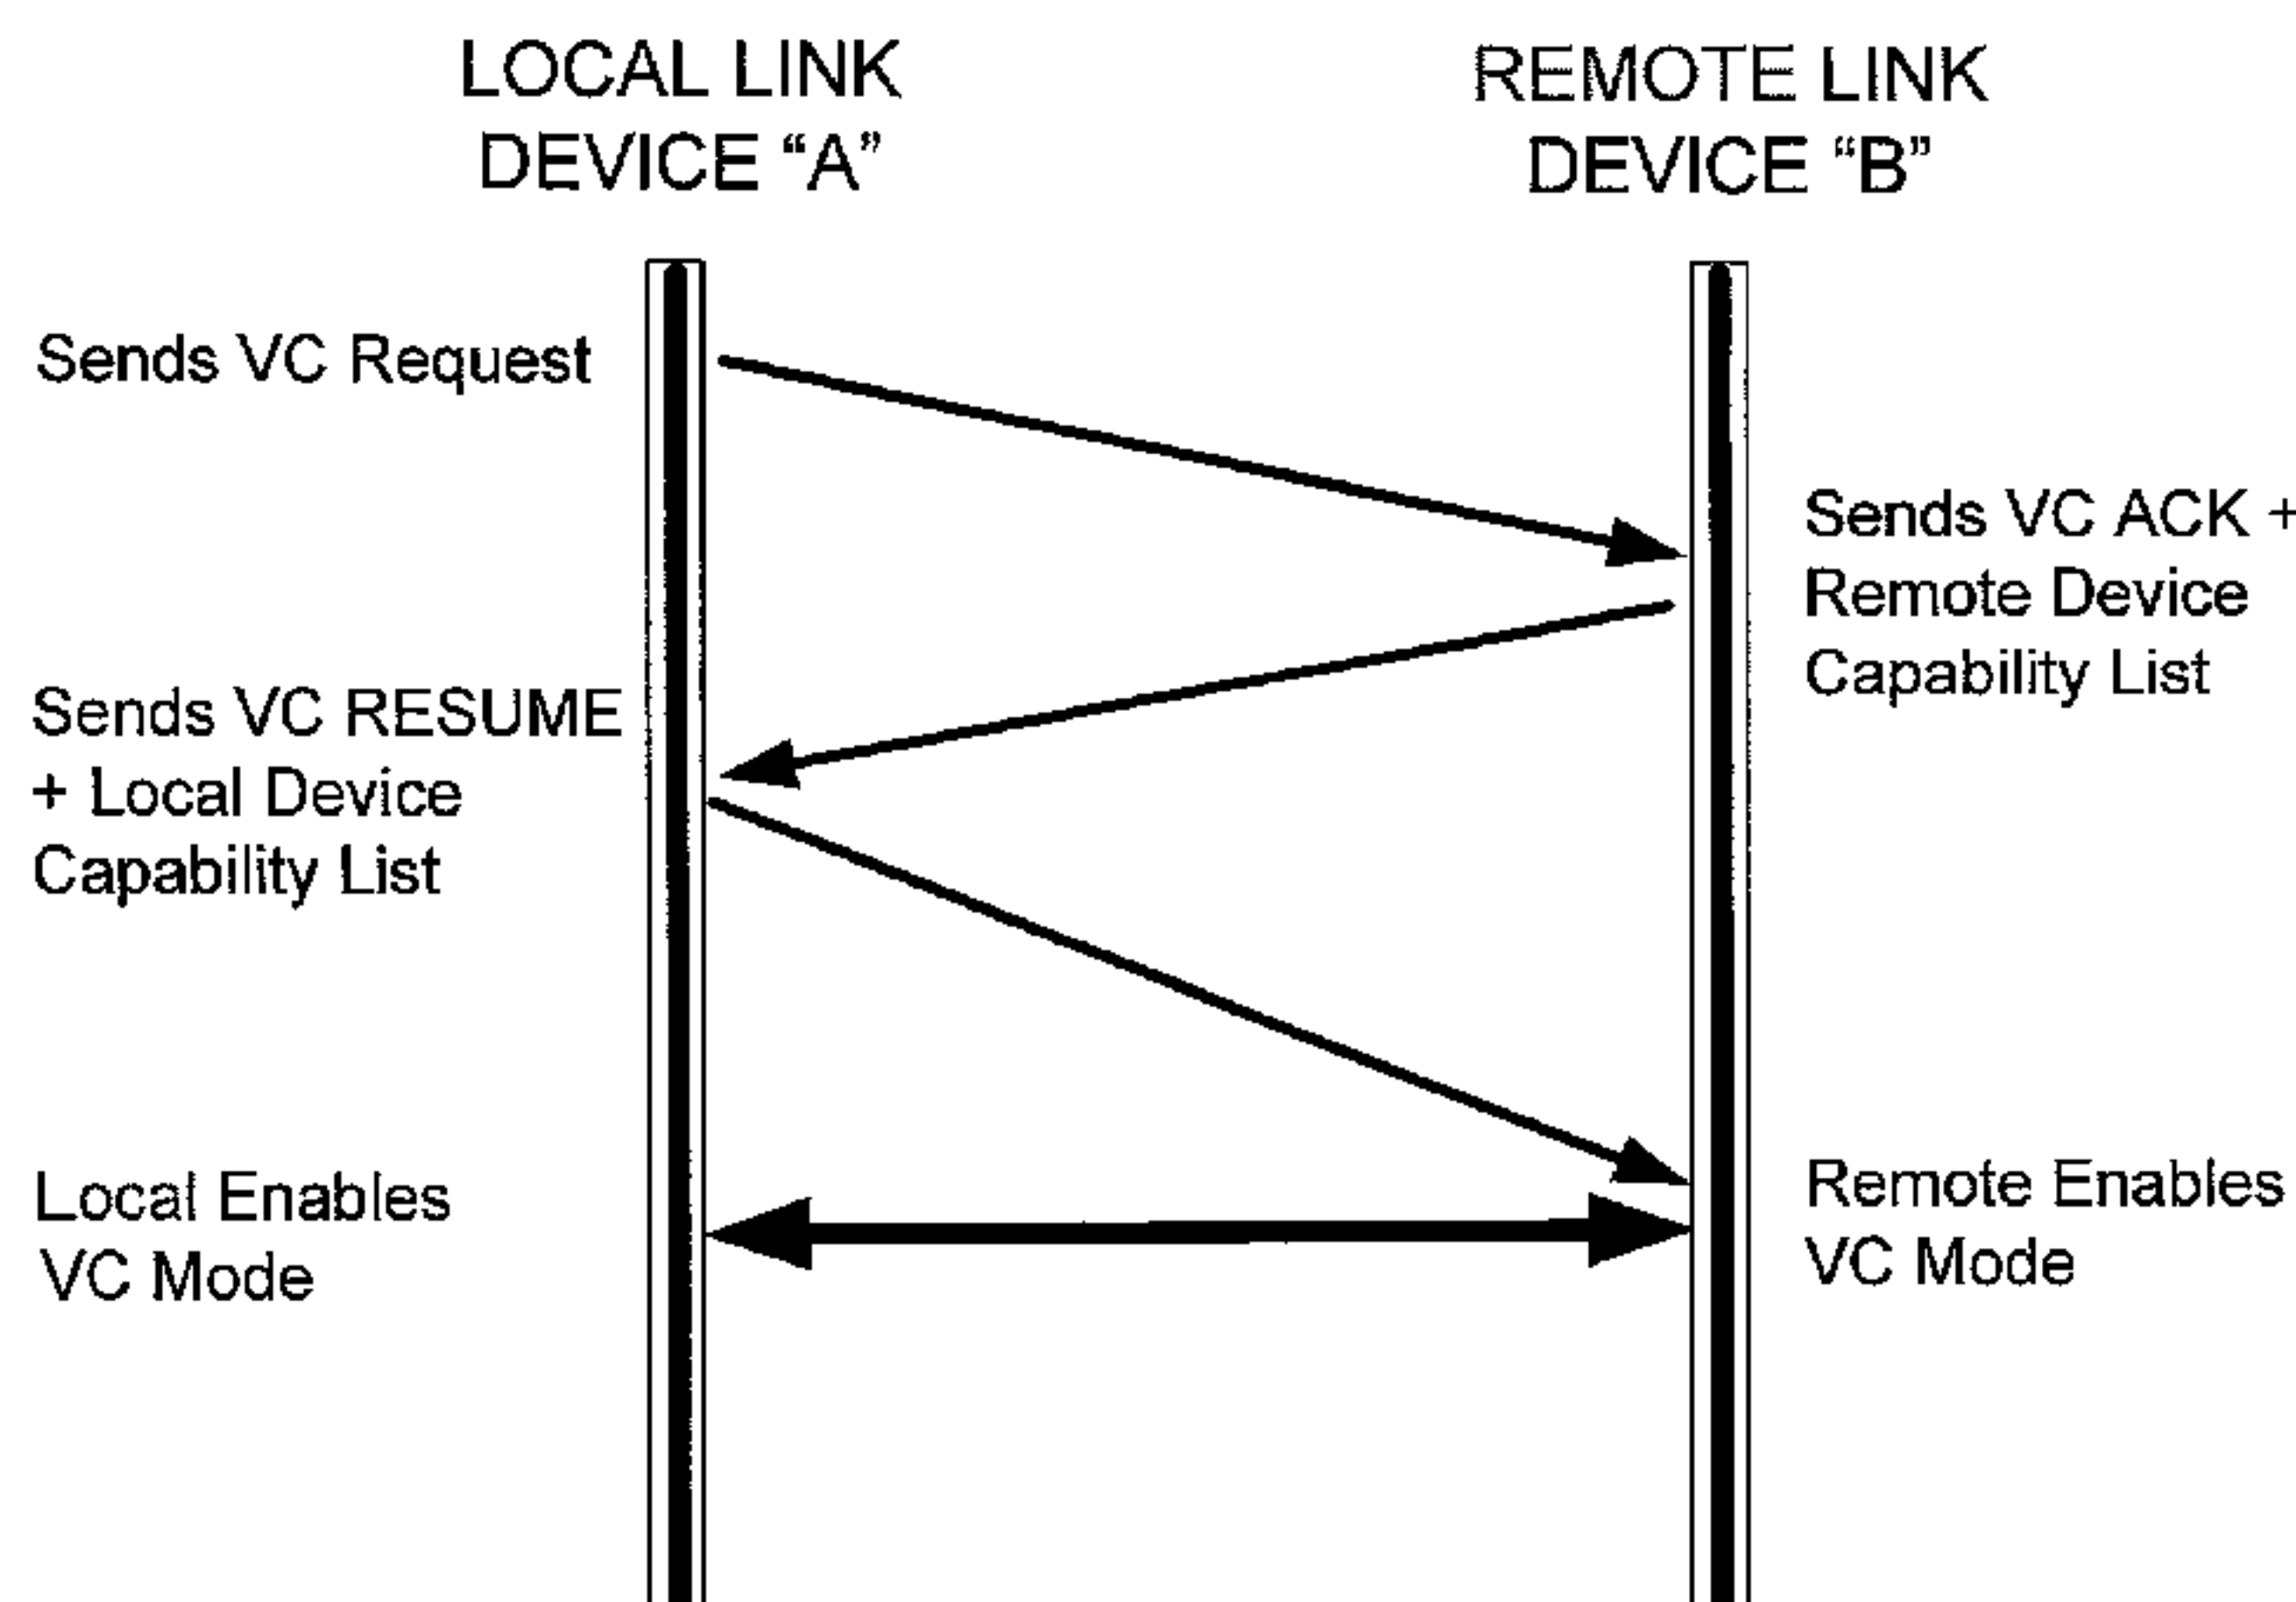 LOCAL LINK
DEVICE “A”
REMOTE LINK
DEVICE “B”
Sends VC Request
Sends VC ACK +
Remote Device
Capability List
Sends VC RESUME
+ Local Device
Capability List
Local Enables
VC Mode
Remote Enables
VC Mode